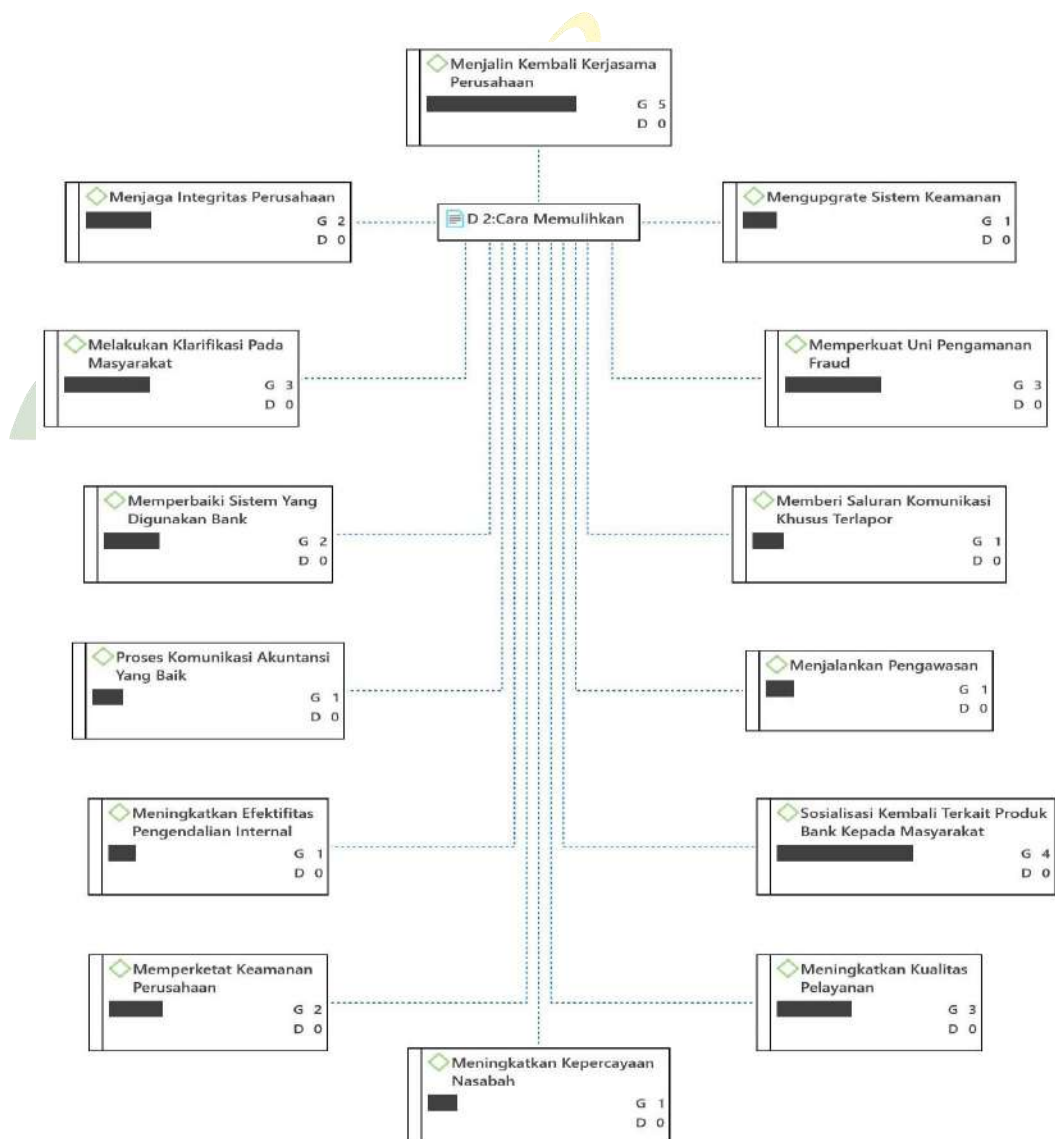 Menjalin Kembali Kerjasama
Perusahaan
G 5
D 0
Menjaga Integritas Perusahaan
G 2
D 0
D 2:Cara Memulihkan
Mengupgrate Sistem Keamanan
G 1
D 0
Melakukan Klarifikasi Pada
Masyarakat
G 3
D 0
Memperkuat Uni Pengamanan
Fraud
G 3
D 0
Memperbaiki Sistem Yang
Digunakan Bank
G 2
D 0
Memberi Saluran Komunikasi
Khusus Terlapor
G 1
D 0
Proses Komunikasi Akuntansi
Yang Baik
G 1
D 0
Menjalankan Pengawasan
G 1
D 0
Meningkatkan Efektifitas
Pengendalian Internal
G 1
D 0
Sosialisasi Kembali Terkait Produk
Bank Kepada Masyarakat
G 4
D 0
Memperketat Keamanan
Perusahaan
G 2
D 0
Meningkatkan Kualitas
Pelayanan
G 3
D 0
Meningkatkan Kepercayaan
Nasabah
G 1
D 0